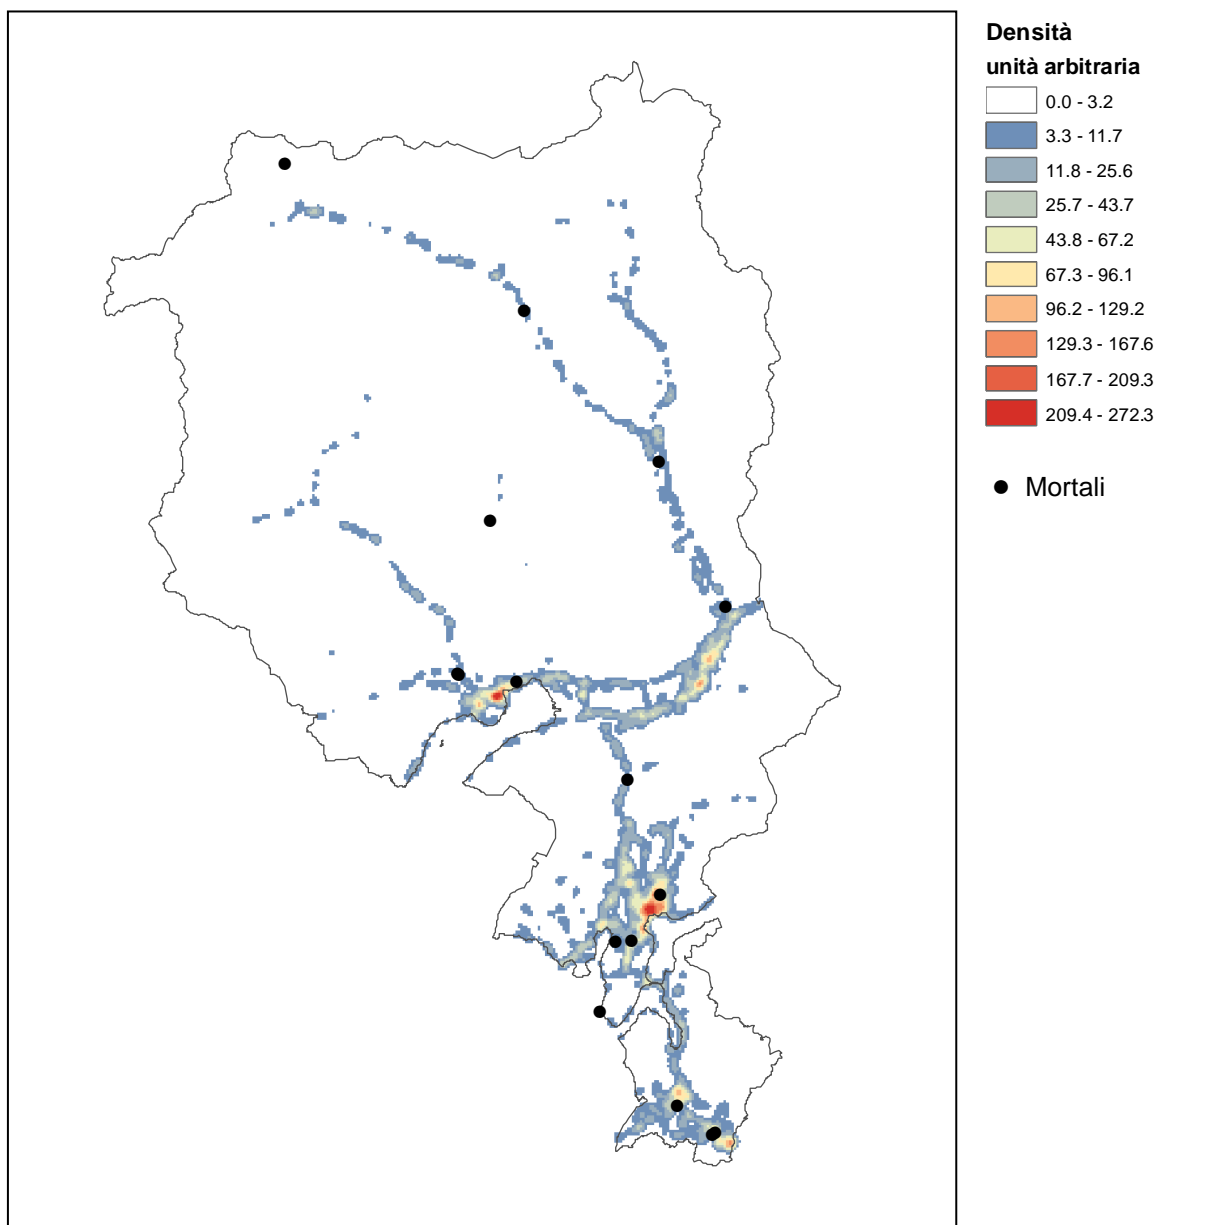 Densità
unità arbitraria
0.0 - 3.2
3.3 - 11.7
11.8 - 25.6
25.7 - 43.7
43.8 - 67.2
67.3 - 96.1
96.2 - 129.2
129.3 - 167.6
167.7 - 209.3
209.4 - 272.3
Mortali